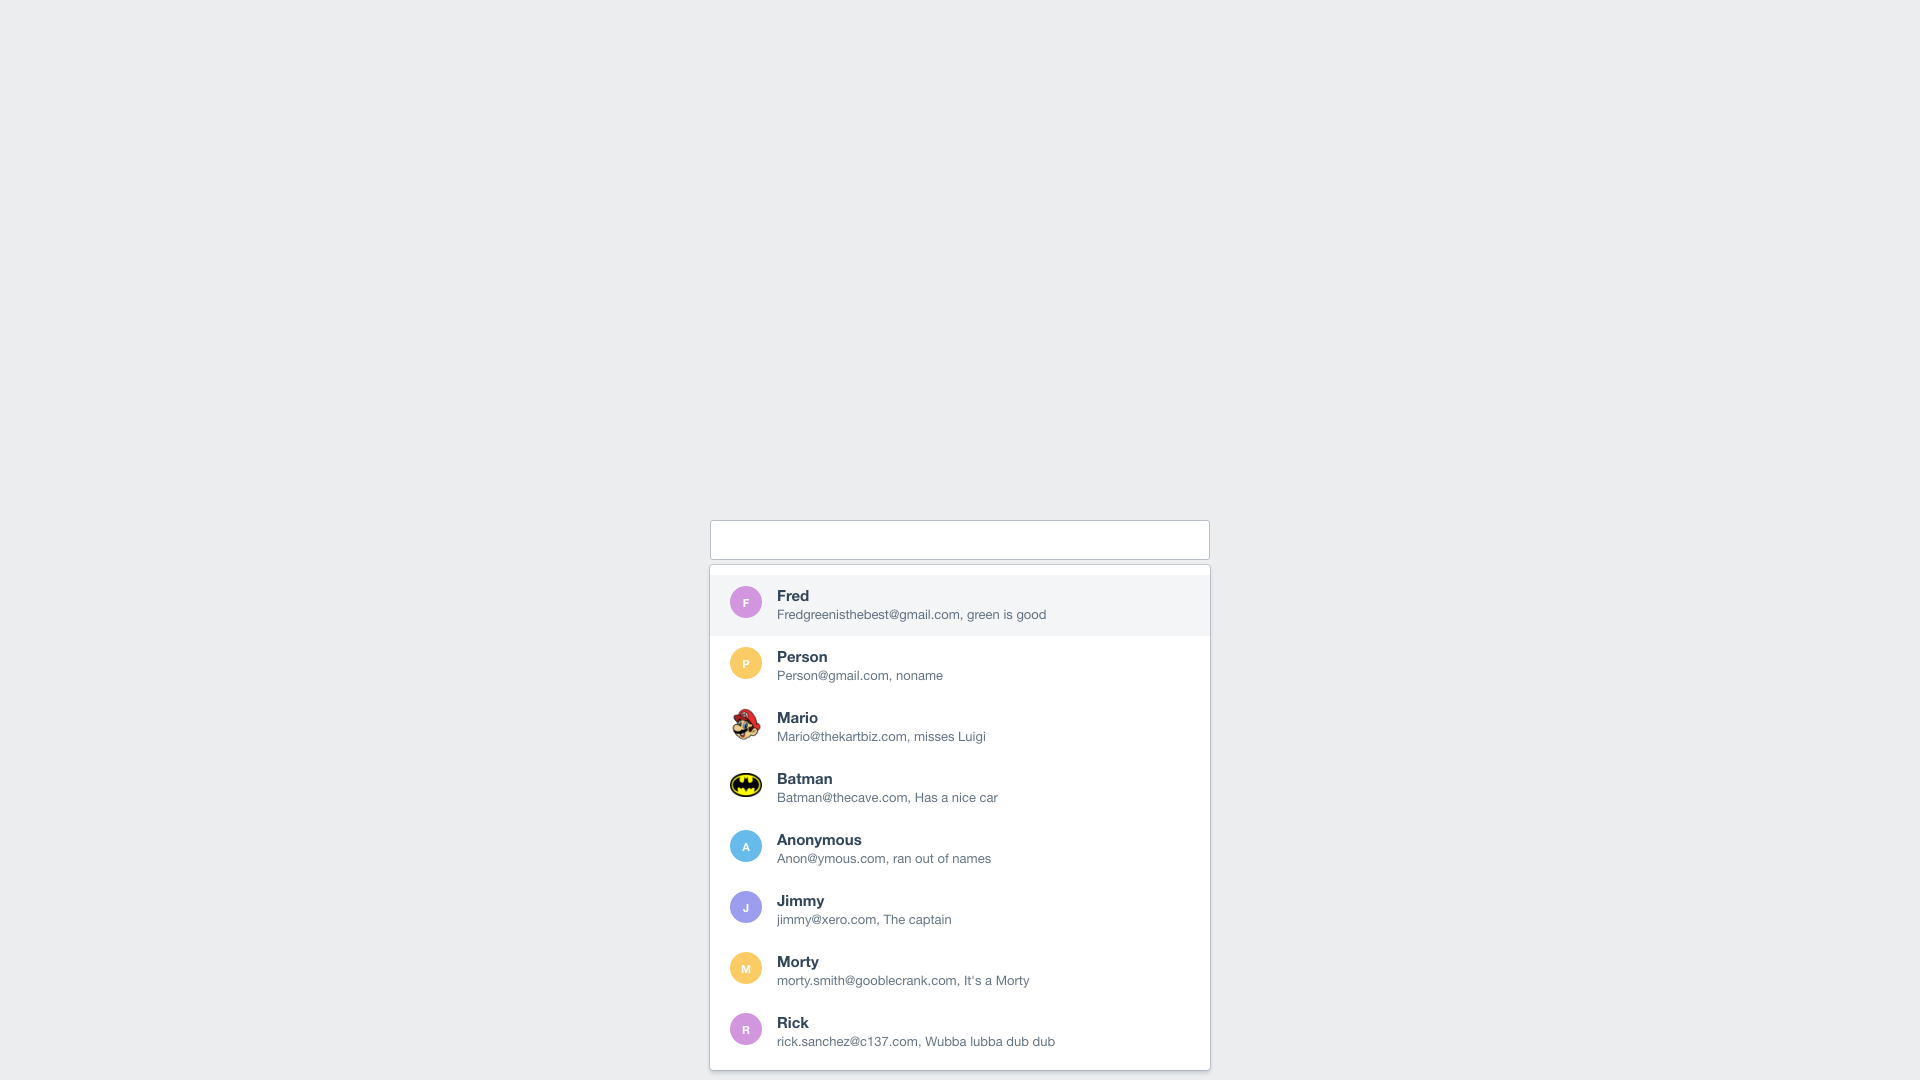 F
Fred
Fredgreenisthebest@gmail.com, green is good
P
Person
Person@gmail.com, noname
Mario
Mario@thekartbiz.com, misses Luigi
Batman
Batman@thecave.com, Has a nice car
A
Anonymous
Anon@ymous.com, ran out of names
J
Jimmy
jimmy@xero.com, The captain
M
Morty
morty.smith@gooblecrank.com, It's a Morty
R
Rick
rick.sanchez@c137.com, Wubba lubba dub dub